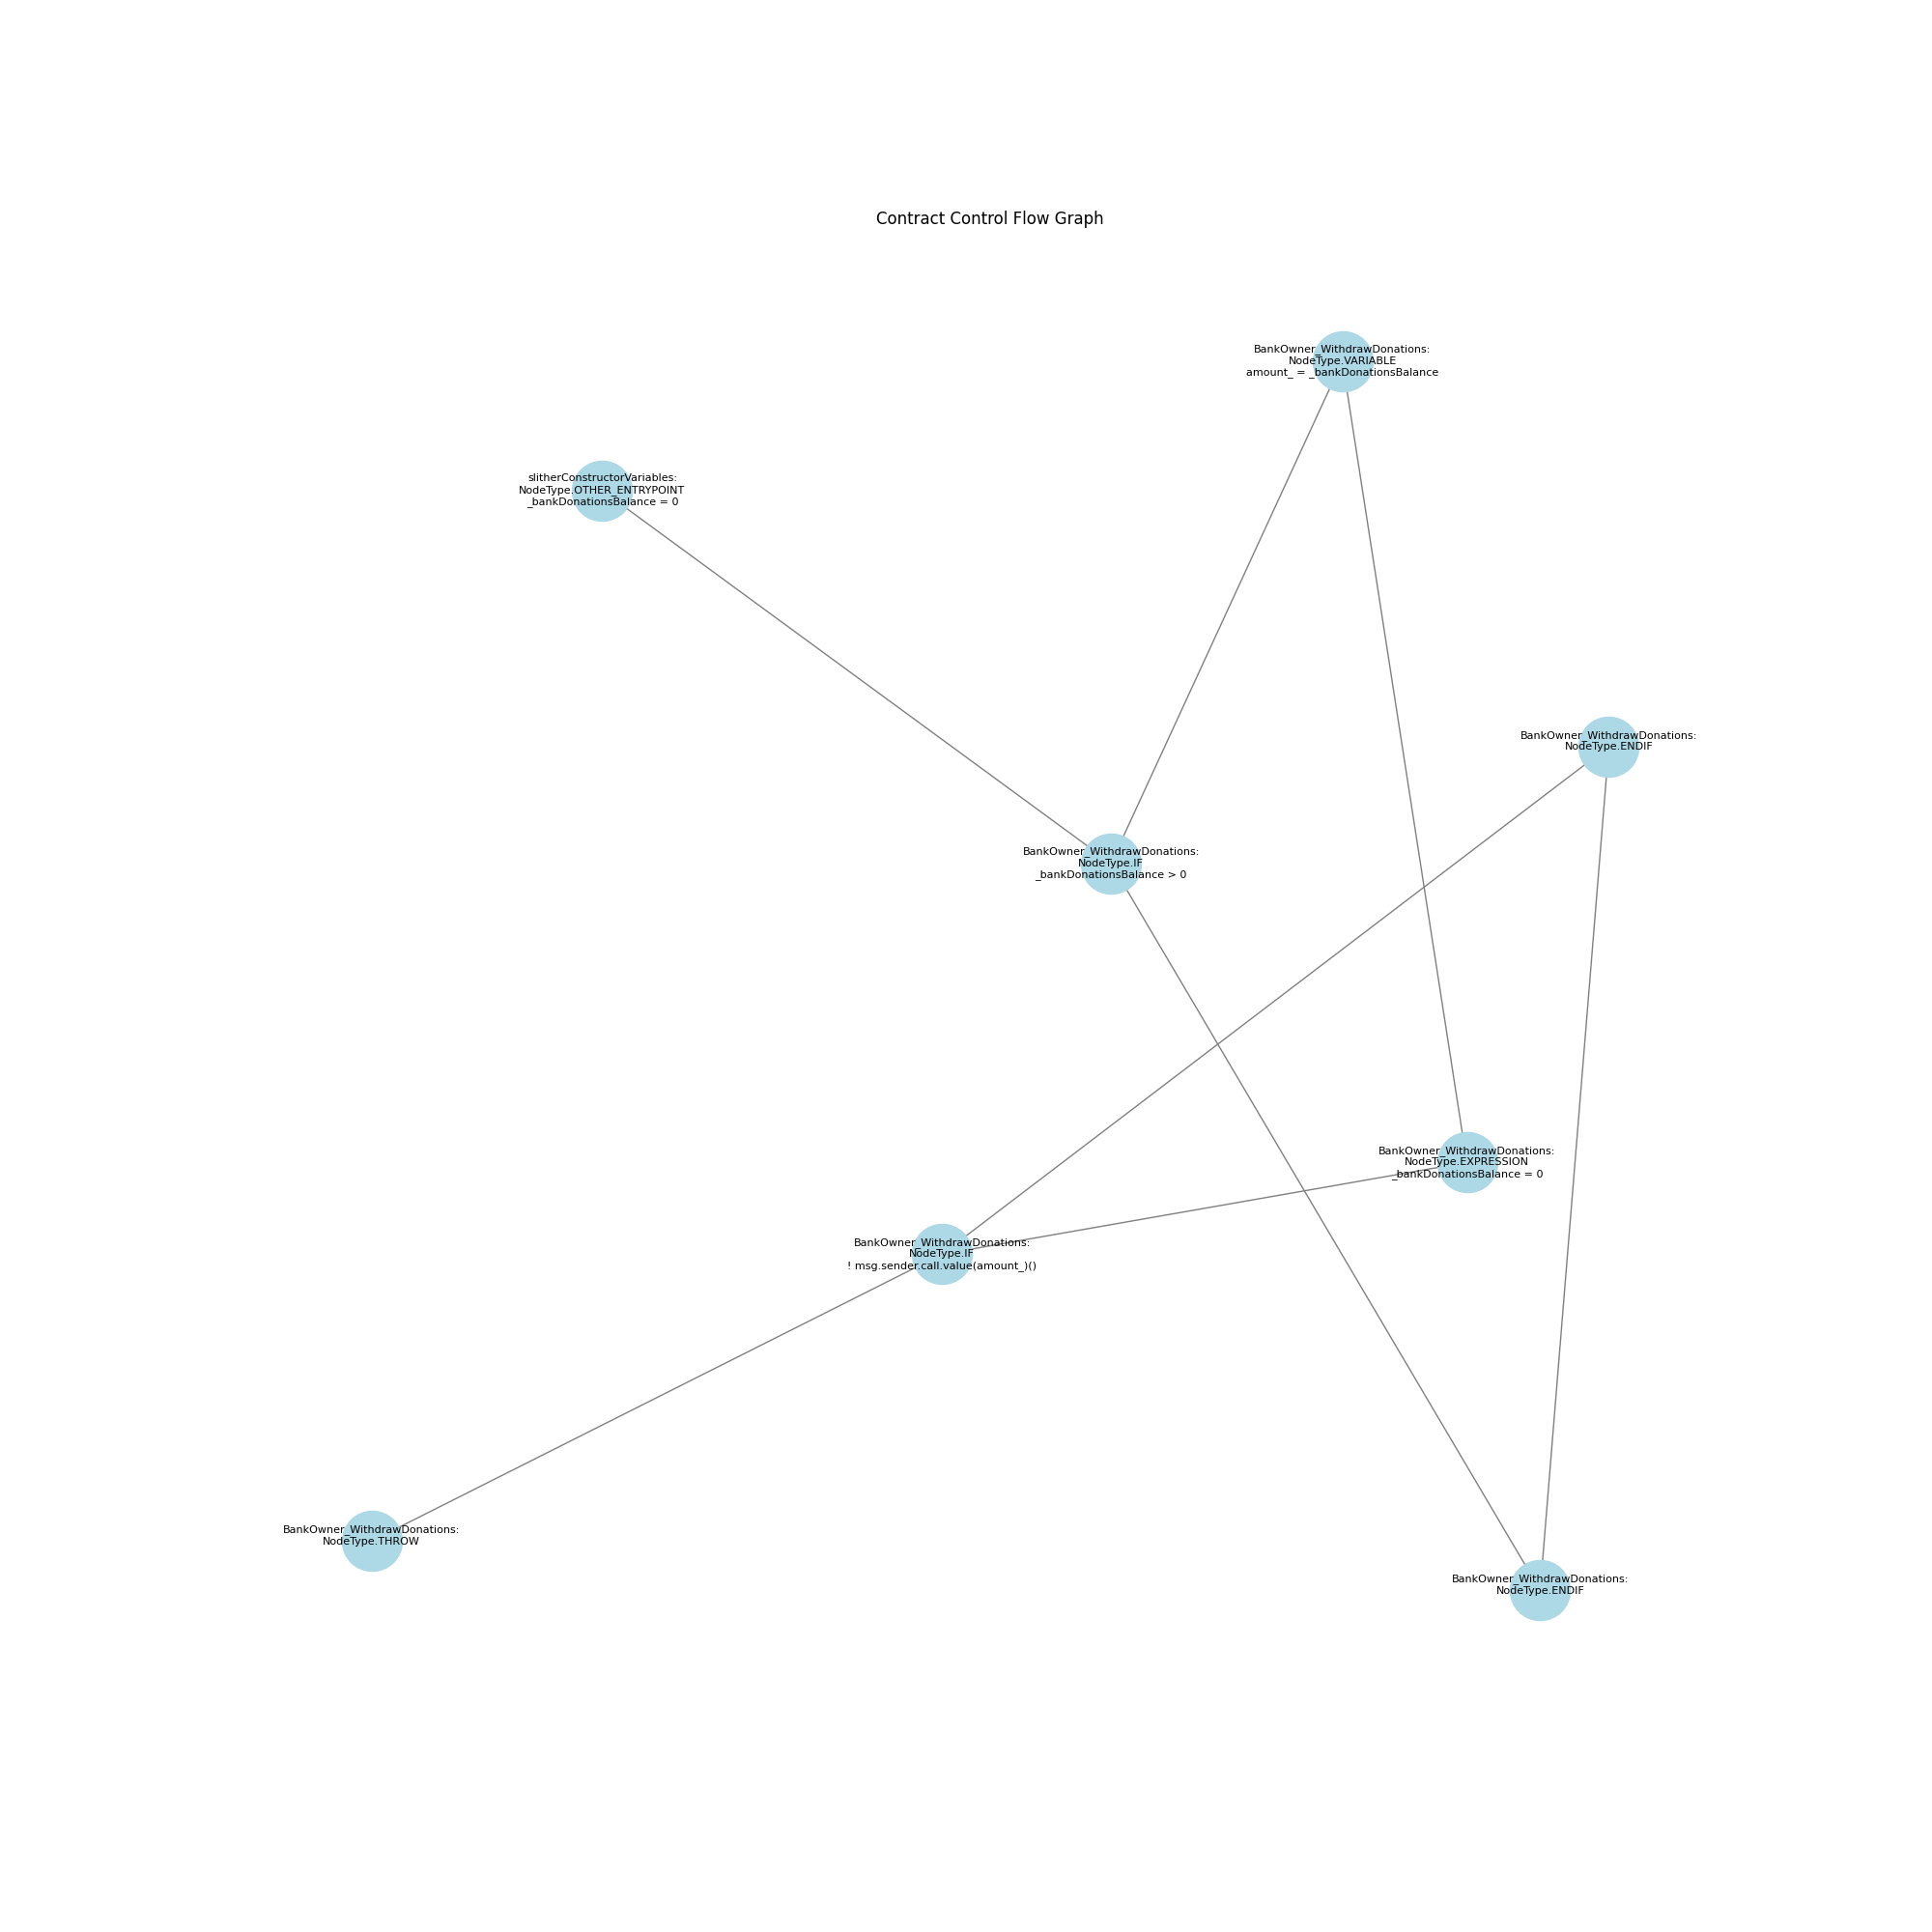 Contract Control Flow Graph
BankOwner_WithdrawDonations:
NodeType.VARIABLE
amount_ = _bankDonationsBalance
slitherConstructorVariables:
NodeType.OTHER_ENTRYPOINT
_bankDonationsBalance = 0
BankOwner_WithdrawDonations:
NodeType.ENDIF
BankOwner_WithdrawDonations:
NodeType.IF
_bankDonationsBalance > 0
BankOwner_WithdrawDonations:
NodeType.EXPRESSION
_bankDonationsBalance = 0
BankOwner_WithdrawDonations:
NodeType.IF
! msg.sender.call.value(amount_)()
BankOwner_WithdrawDonations:
NodeType.THROW
BankOwner_WithdrawDonations:
NodeType.ENDIF